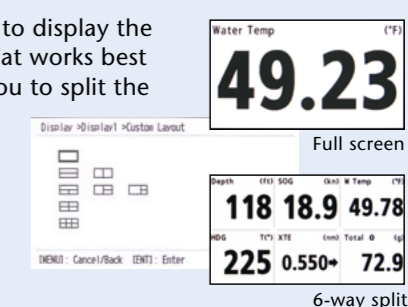 to display the
at works best
ou to split the
Water Temp (°F)
49.23
Full screen
Display >Display1 >Custom Layout
[MENU] : Cancel/Back [ENT] : Enter
Depth (ft) SOG (kn) W Temp (°F)
118 18.9 49.78
HDG T(°) XTE (nm) Total O (g)
225 0.550→ 72.9
6-way split